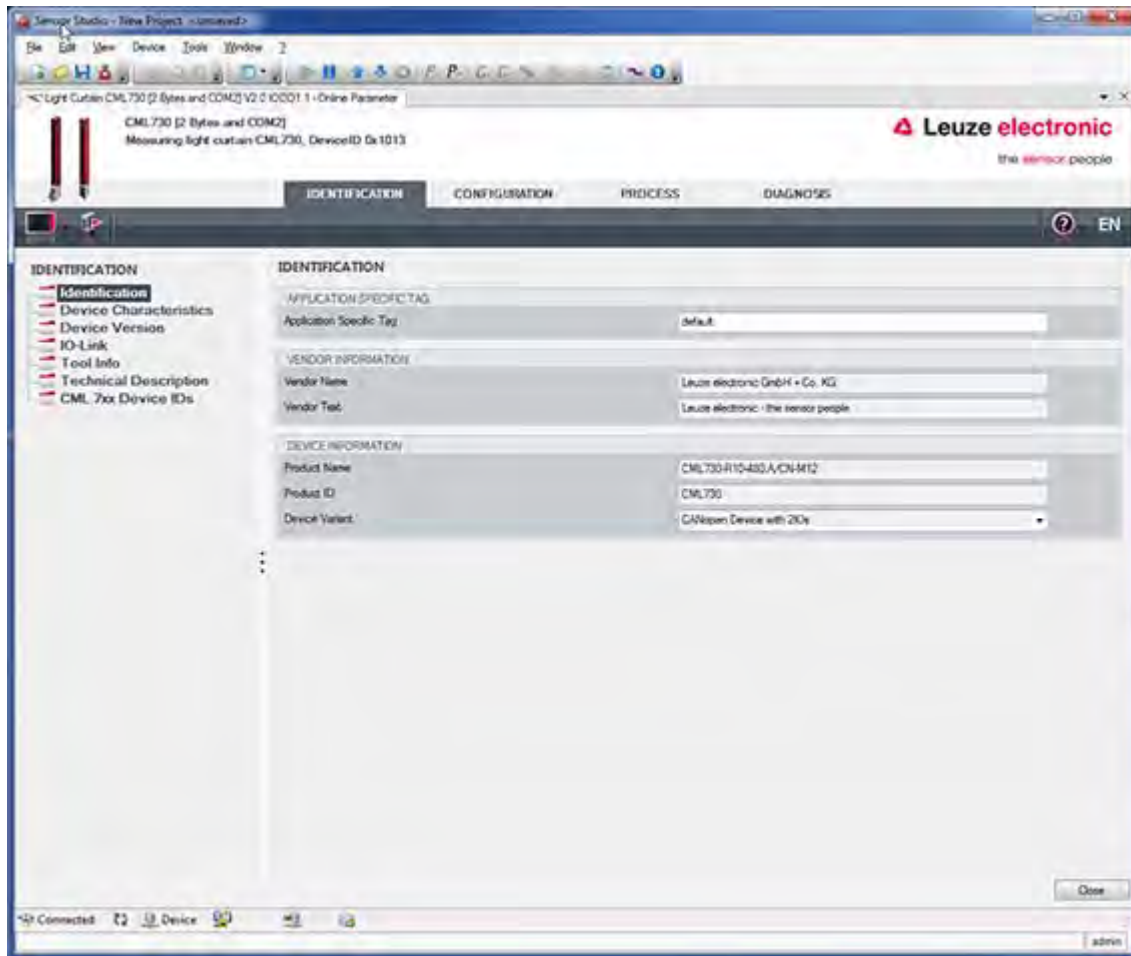 Sensor Studio - New Project <unsaved>
File Edit View Device Tools Window ?
Light Curtain CML730 [2 Bytes and COM2] V2.0 IODD1.1 - Online Parameter
CML730 [2 Bytes and COM2]
Measuring light curtain CML730, DeviceID 0x1013
Leuze electronic
the sensor people
IDENTIFICATION CONFIGURATION PROCESS DIAGNOSIS
EN
IDENTIFICATION
Identification
Device Characteristics
Device Version
IO-Link
Tool Info
Technical Description
CML 7xx Device IDs
IDENTIFICATION
APPLICATION SPECIFIC TAG
Application Specific Tag default
VENDOR INFORMATION
Vendor Name Leuze electronic GmbH + Co. KG
Vendor Text Leuze electronic - the sensor people
DEVICE INFORMATION
Product Name CML730-R10-480.A/CN-M12
Product ID CML730
Device Variant CANopen Device with 2IOs
Close
Connected Device
admin